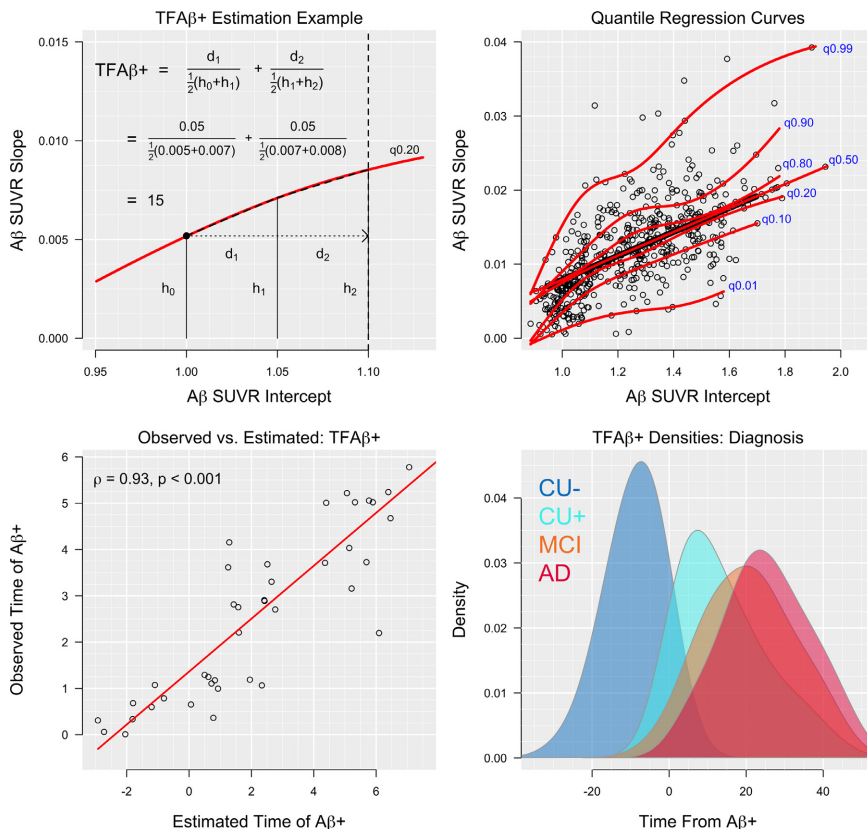 TFAβ+ Estimation Example
Aβ SUVR Slope
0.015
0.010
0.005
0.000
TFAβ+ = d1 / ½(h0+h1) + d2 / ½(h1+h2)
= 0.05 / ½(0.005+0.007) + 0.05 / ½(0.007+0.008)
= 15
q0.20
d1 d2
h0 h1 h2
0.95 1.00 1.05 1.10
Aβ SUVR Intercept
Quantile Regression Curves
Aβ SUVR Slope
0.04
0.03
0.02
0.01
0.00
q0.99
q0.90
q0.80
q0.50
q0.20
q0.10
q0.01
1.0 1.2 1.4 1.6 1.8 2.0
Aβ SUVR Intercept
Observed vs. Estimated: TFAβ+
Observed Time of Aβ+
6
5
4
3
2
1
0
ρ = 0.93, p < 0.001
-2 0 2 4 6
Estimated Time of Aβ+
TFAβ+ Densities: Diagnosis
Density
0.04
0.03
0.02
0.01
0.00
CU-
CU+
MCI
AD
-20 0 20 40
Time From Aβ+